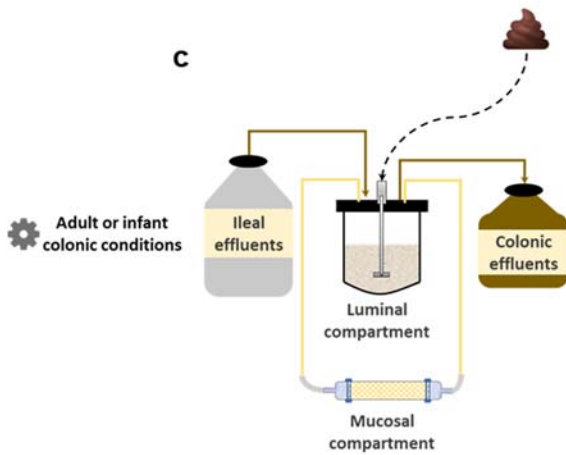 C
Adult or infant
colonic conditions
Ileal
effluents
Luminal
compartment
Colonic
effluents
Mucosal
compartment